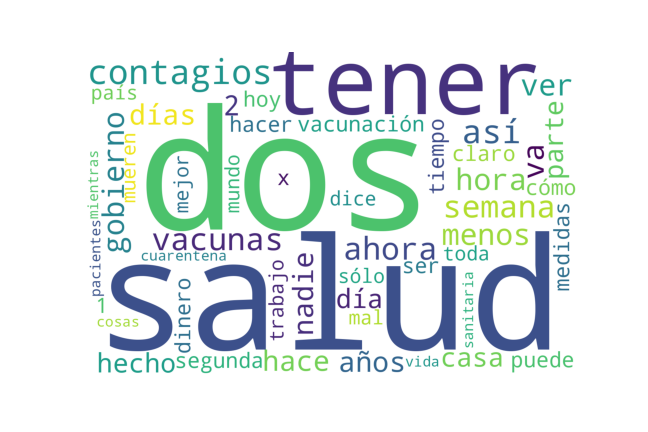 contagios
tener
ver
país
días
2
hoy
hacer
vacunación
así
parte
gobierno
mueren
mientras
dos
mejor
mundo
x
dice
tiempo
claro
va
hora
cómo
semana
menos
medidas
pacientes
vacunas
cuarentena
ahora
ser
toda
salud
sólo
día
mal
nadie
trabajo
dinero
sanitaria
1
cosas
hecho
segunda
hace
años
vida
casa
puede